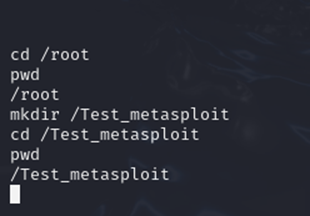 cd /root
pwd
/root
mkdir /Test_metasploit
cd /Test_metasploit
pwd
/Test_metasploit